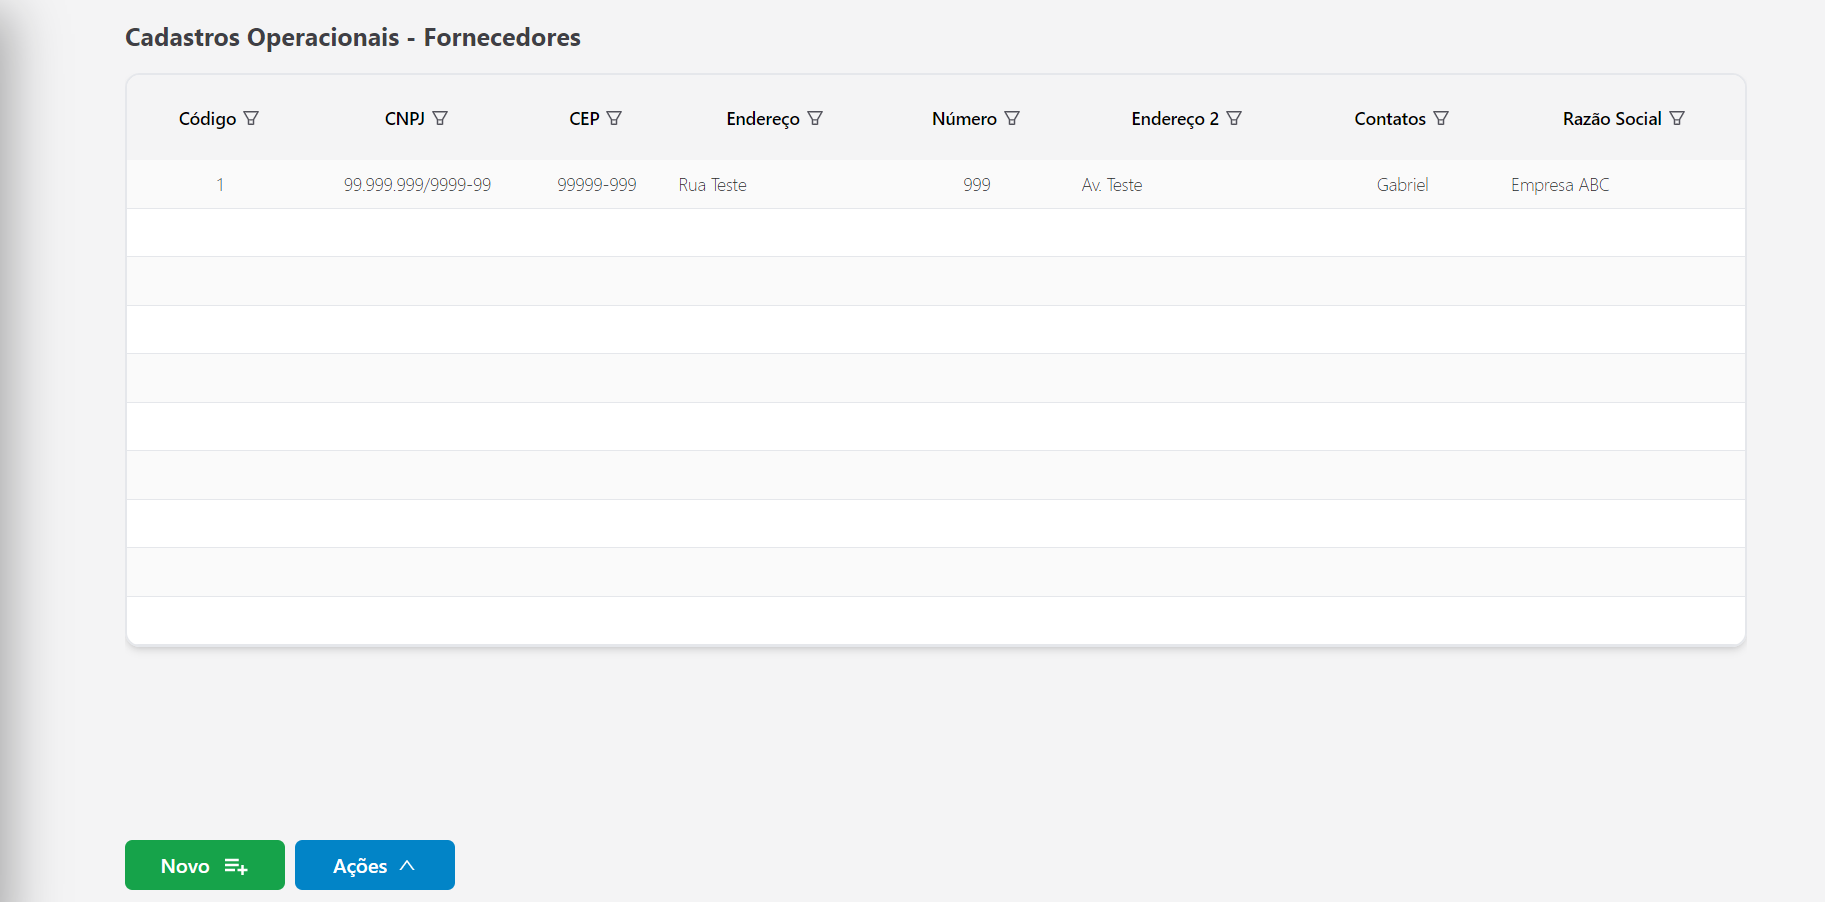 Cadastros Operacionais - Fornecedores
Código CNPJ CEP Endereço Número Endereço 2 Contatos Razão Social
1 99.999.999/9999-99 99999-999 Rua Teste 999 Av. Teste Gabriel Empresa ABC
Novo Ações